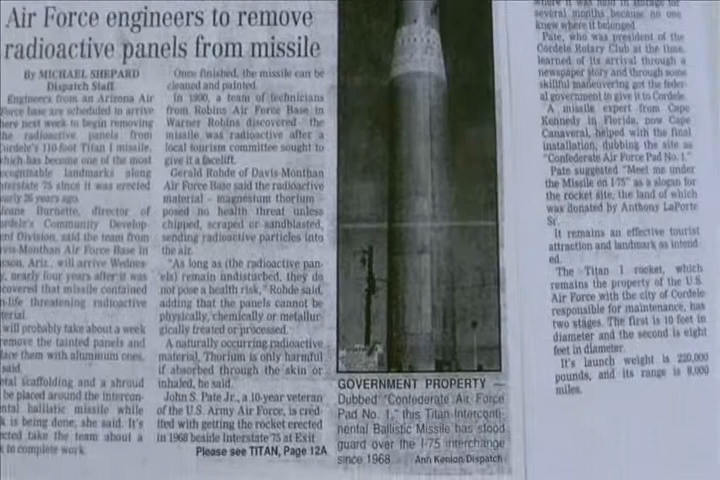 Air Force engineers to remove
radioactive panels from missile
By MICHAEL SHEPARD
Dispatch Staff
Engineers from an Arizona Air
Force base are scheduled to arrive
here next week to begin removing
the radioactive panels from
Cordele's 110-foot Titan I missile,
which has become one of the most
recognizable landmarks along
Interstate 75 since it was erected
nearly 26 years ago.
Burnette, director of
Community Develop-
ment Division, said the team from
Davis-Monthan Air Force Base in
Ariz., will arrive Wednes-
nearly four years after it was
covered that missile contained
n-life threatening radioactive
terial.
will probably take about a week
remove the tainted panels and
lace them with aluminum ones,
said.
etal scaffolding and a shroud
be placed around the intercon-
ntal ballistic missile while
k is being done, she said. It's
cted take the team about a
k to complete work.
Once finished, the missile can be
cleaned and painted.
In 1990, a team of technicians
from Robins Air Force Base in
Warner Robins discovered the
missile was radioactive after a
local tourism committee sought to
give it a facelift.
Gerald Rohde of Davis-Monthan
Air Force Base said the radioactive
material - magnesium thorium -
posed no health threat unless
chipped, scraped or sandblasted,
sending radioactive particles into
the air.
"As long as (the radioactive pan-
els) remain undisturbed, they do
not pose a health risk," Rohde said,
adding that the panels cannot be
physically, chemically or metallur-
gically treated or processed.
A naturally occurring radioactive
material, Thorium is only harmful
if absorbed through the skin or
inhaled, he said.
John S. Pate Jr., a 10-year veteran
of the U.S. Army Air Force, is cred-
ited with getting the rocket erected
in 1968 beside Interstate 75 at Exit
Please see TITAN, Page 12A
GOVERNMENT PROPERTY —
Dubbed "Confederate Air Force
Pad No. 1," this Titan Interconti-
nental Ballistic Missile has stood
guard over the I-75 interchange
since 1968. Ann Kenion Dispatch
where it was held in storage for
several months because no one
knew where it belonged.
Pate, who was president of the
Cordele Rotary Club at the time,
learned of its arrival through a
newspaper story and through some
skillful maneuvering got the feder-
al government to give it to Cordele.
A missile expert from Cape
Kennedy in Florida, now Cape
Canaveral, helped with the final
installation, dubbing the site as
"Confederate Air Force Pad No. 1."
Pate suggested "Meet me under
the Missile on I-75" as a slogan for
the rocket site, the land of which
was donated by Anthony LaPorte
Sr.
It remains an effective tourist
attraction and landmark as intend-
ed.
The Titan I rocket, which
remains the property of the U.S.
Air Force with the city of Cordele
responsible for maintenance, has
two stages. The first is 10 feet in
diameter and the second is eight
feet in diameter.
It's launch weight is 220,000
pounds, and its range is 8,000
miles.